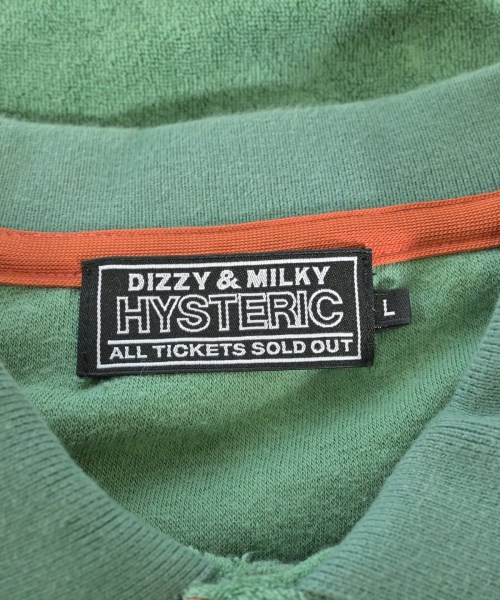 DIZZY & MILKY
HYSTERIC
ALL TICKETS SOLD OUT
L